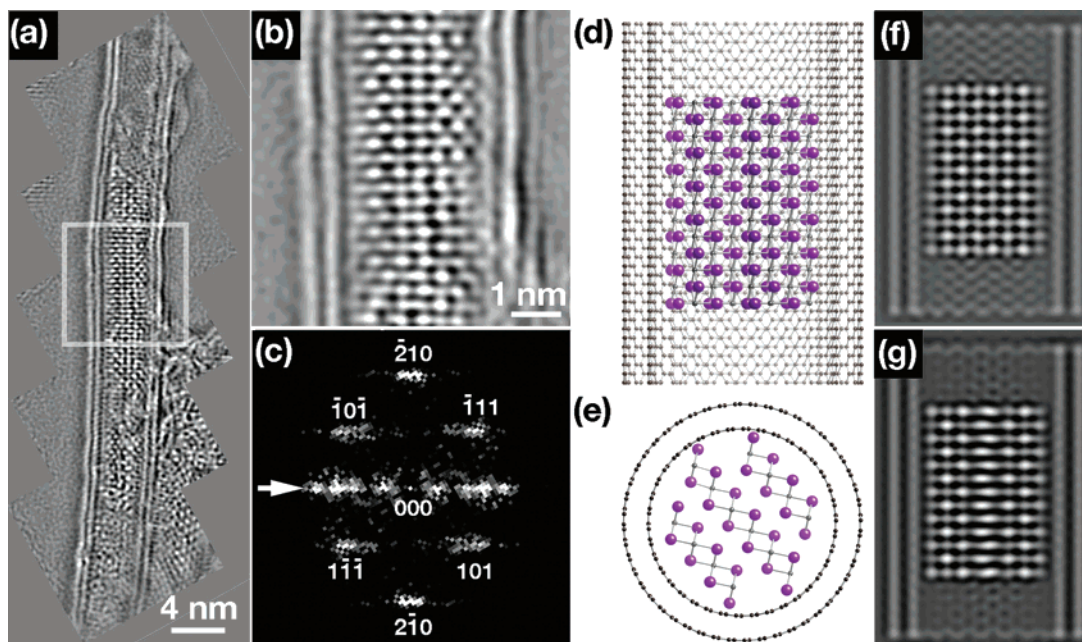 (a)
4 nm
(b)
1 nm
(c)
2̄10
1̄01̄
1̄11
000
11̄1̄
101
21̄0
(d)
(e)
(f)
(g)